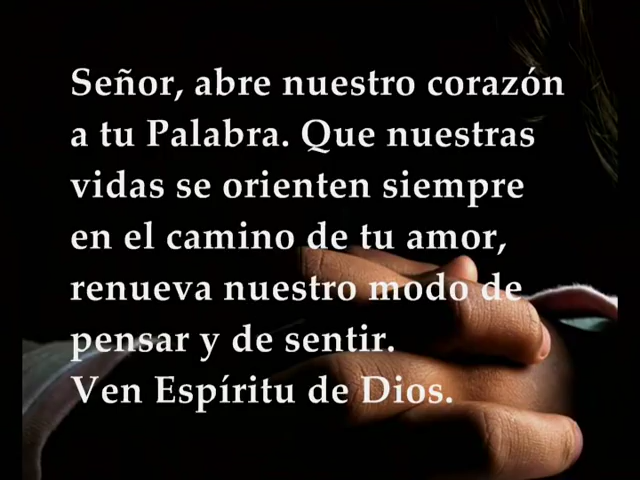 Señor, abre nuestro corazón
a tu Palabra. Que nuestras
vidas se orienten siempre
en el camino de tu amor,
renueva nuestro modo de
pensar y de sentir.
Ven Espíritu de Dios.